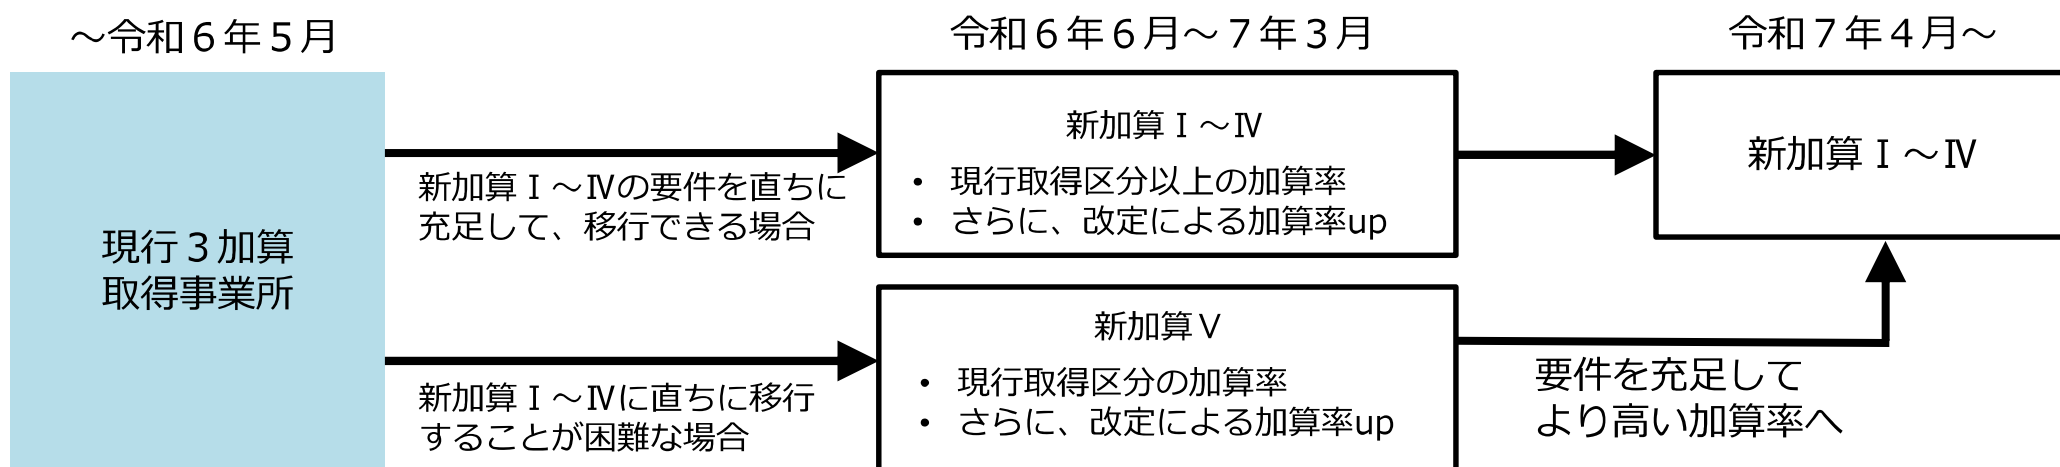 ～令和６年５月
令和６年６月～７年３月
令和７年４月～
現行３加算
取得事業所
新加算Ⅰ～Ⅳの要件を直ちに
充足して、移行できる場合
新加算Ⅰ～Ⅳ
• 現行取得区分以上の加算率
• さらに、改定による加算率up
新加算Ⅰ～Ⅳ
新加算Ⅰ～Ⅳに直ちに移行
することが困難な場合
新加算Ⅴ
• 現行取得区分の加算率
• さらに、改定による加算率up
要件を充足して
より高い加算率へ